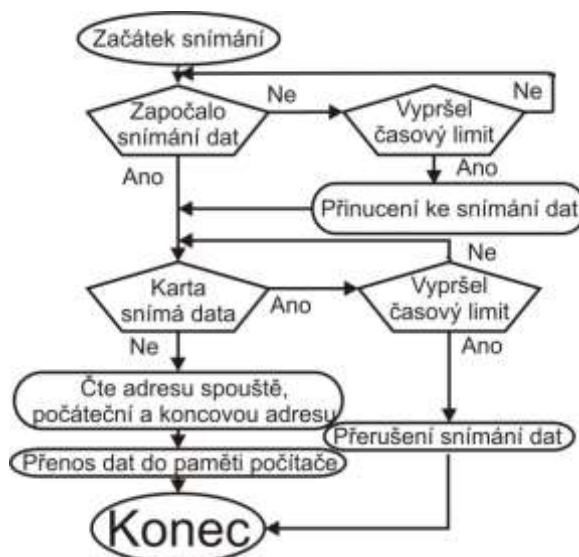 Začátek snímání
Ne
Ne
Započalo
snímání dat
Vypršel
časový limit
Ano
Ano
Přinucení ke snímání dat
Ne
Karta
snímá data
Ano
Vypršel
časový limit
Ne
Ano
Čte adresu spouště,
počáteční a koncovou adresu
Přerušení snímání dat
Přenos dat do paměti počítače
Konec